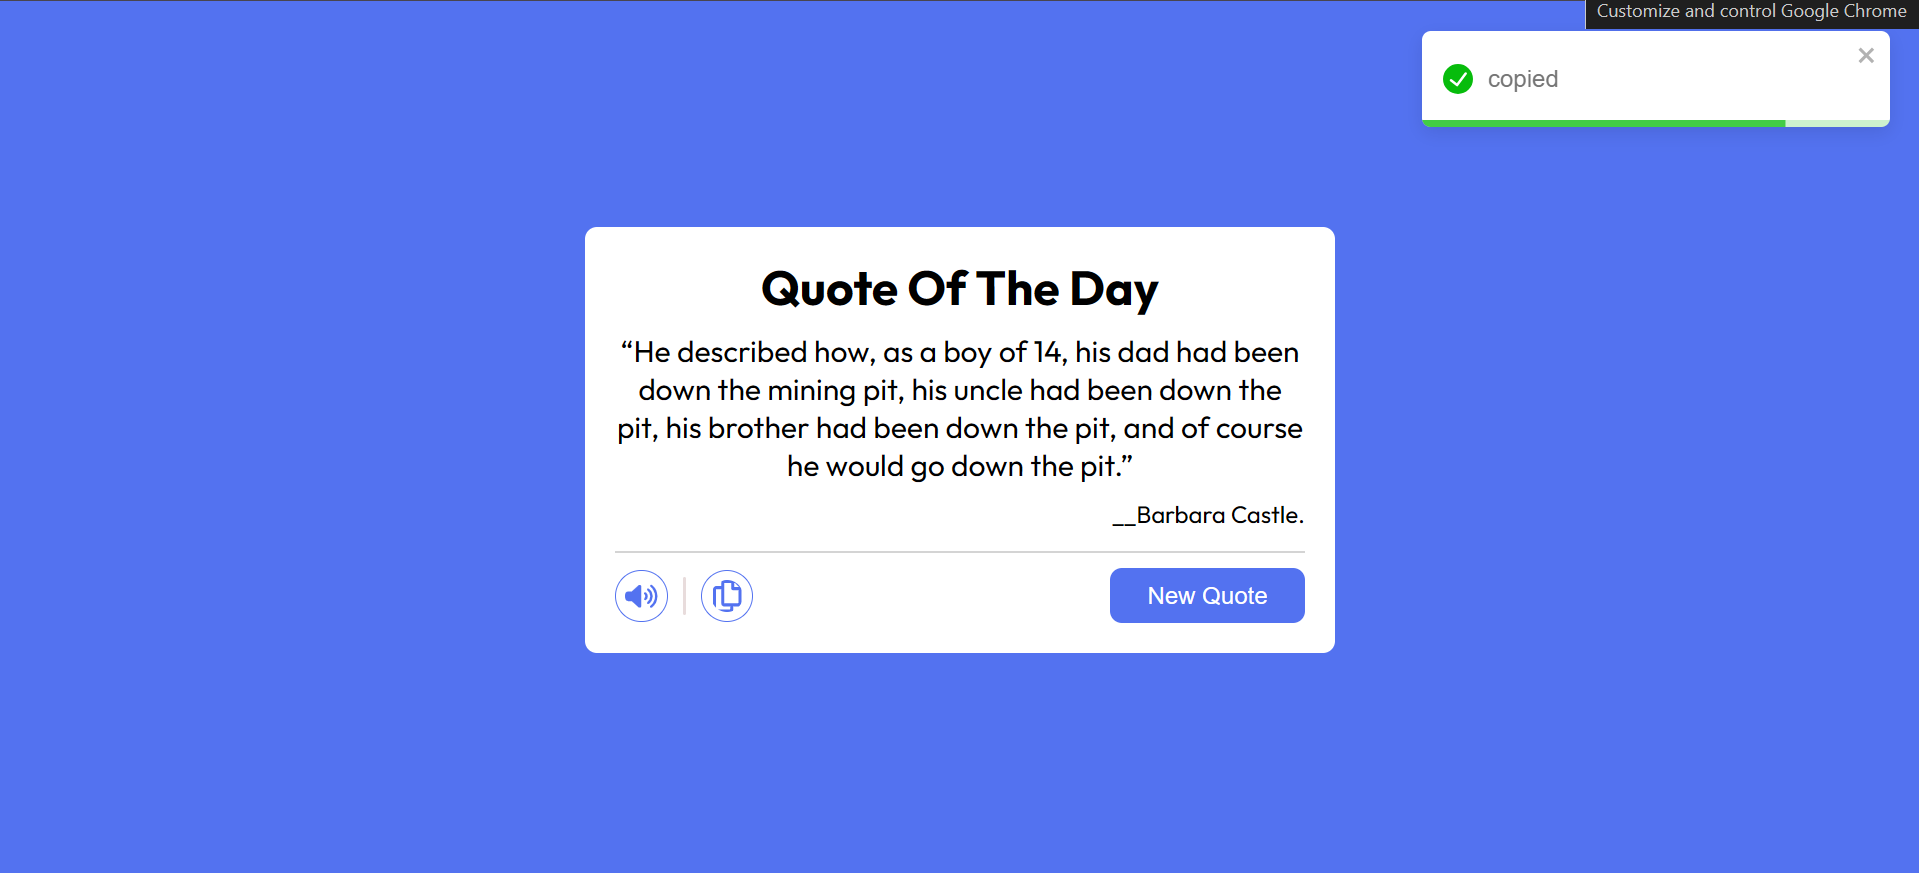 Customize and control Google Chrome
copied
Quote Of The Day
“He described how, as a boy of 14, his dad had been
down the mining pit, his uncle had been down the
pit, his brother had been down the pit, and of course
he would go down the pit.”
__Barbara Castle.
New Quote